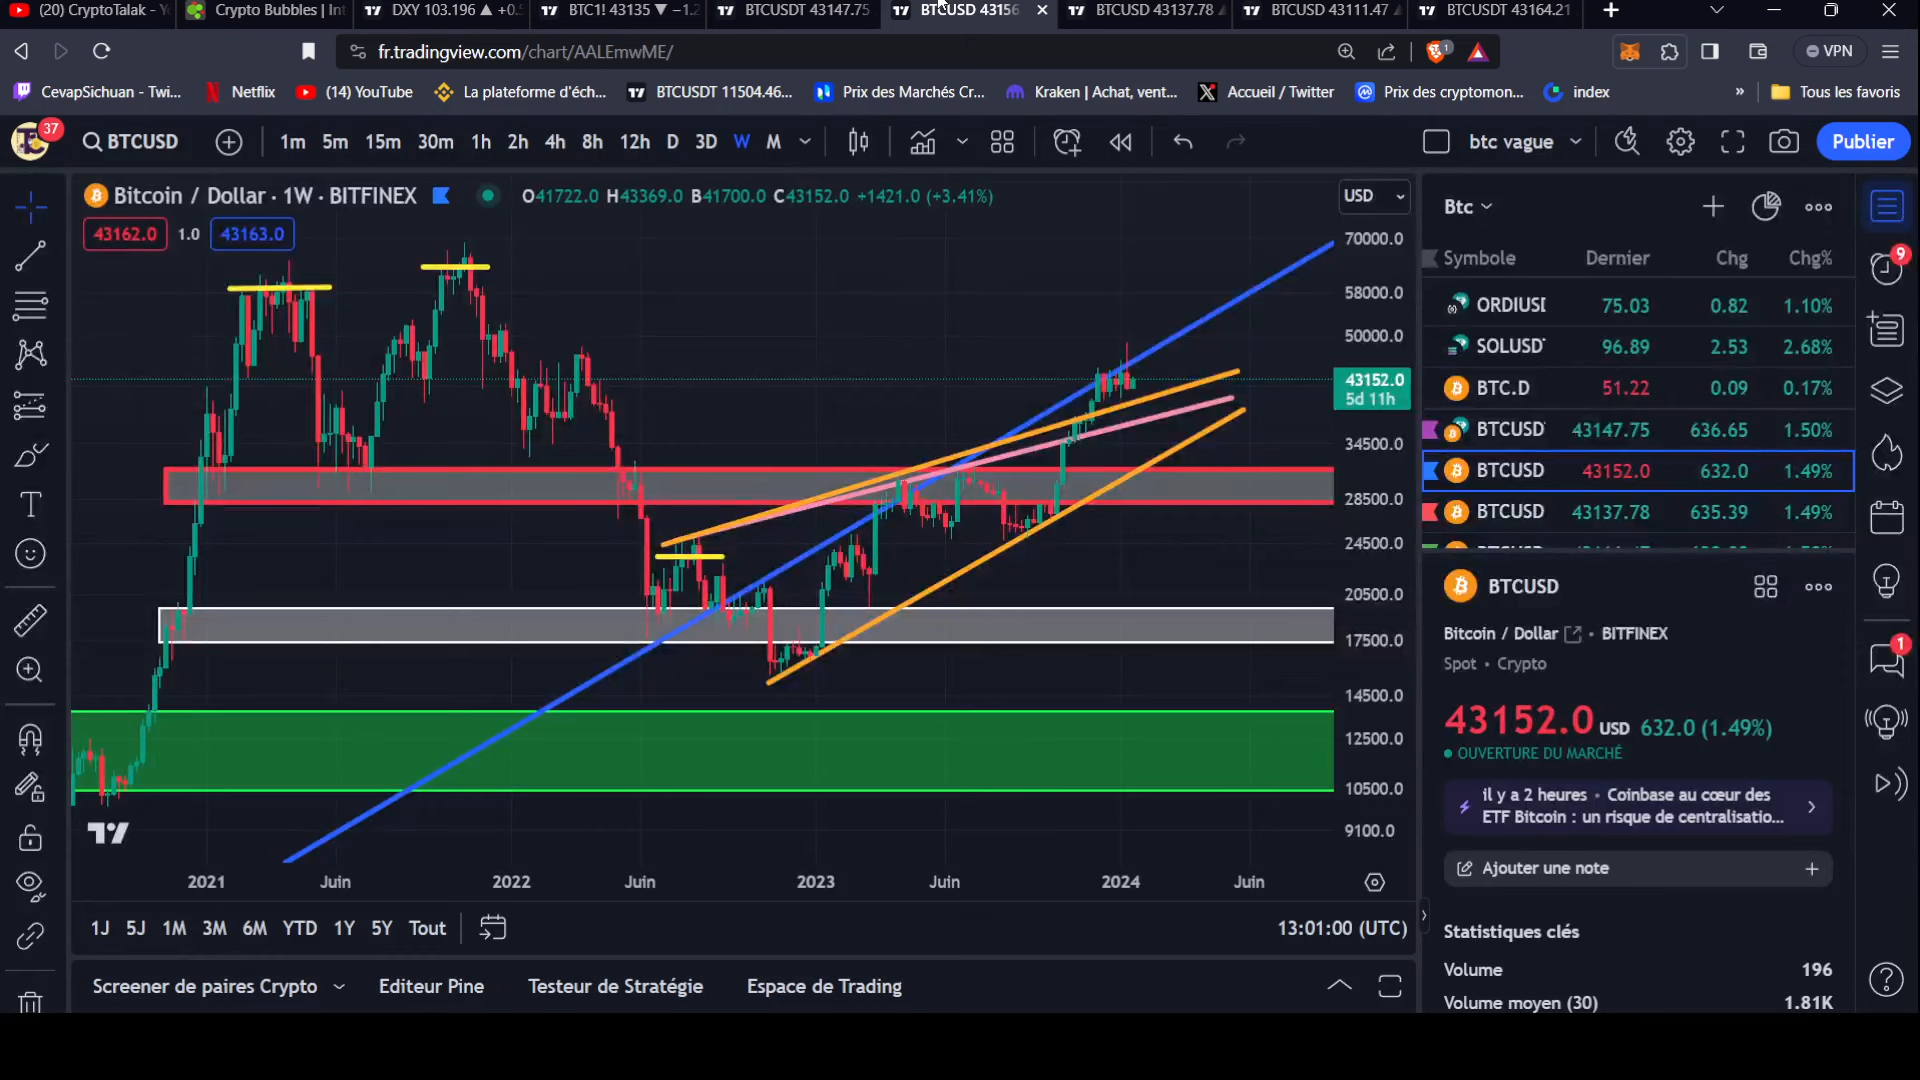 (20) CryptoTalak - Y
Crypto Bubbles | Int
DXY 103.196 ▲ +0.
BTC1! 43135 ▼ −1.2
BTCUSDT 43147.75
BTCUSD 43156
BTCUSD 43137.78
BTCUSD 43111.47
BTCUSDT 43164.21
fr.tradingview.com/chart/AALEmwME/
1
VPN
CevapSichuan - Twi...
Netflix
(14) YouTube
La plateforme d'éch...
BTCUSDT 11504.46...
Prix des Marchés Cr...
Kraken | Achat, vent...
Accueil / Twitter
Prix des cryptomon...
index
»
Tous les favoris
37
BTCUSD
1m 5m 15m 30m 1h 2h 4h 8h 12h D 3D W M
btc vague
Publier
Bitcoin / Dollar · 1W · BITFINEX
O41722.0 H43369.0 B41700.0 C43152.0 +1421.0 (+3.41%)
43162.0 1.0 43163.0
USD
70000.0
58000.0
50000.0
43152.0
5d 11h
34500.0
28500.0
24500.0
20500.0
17500.0
14500.0
12500.0
10500.0
9100.0
2021 Juin 2022 Juin 2023 Juin 2024 Juin
1J 5J 1M 3M 6M YTD 1Y 5Y Tout
13:01:00 (UTC)
Screener de paires Crypto
Editeur Pine
Testeur de Stratégie
Espace de Trading
Btc
Symbole Dernier Chg Chg%
ORDIUSI 75.03 0.82 1.10%
SOLUSD 96.89 2.53 2.68%
BTC.D 51.22 0.09 0.17%
BTCUSD 43147.75 636.65 1.50%
BTCUSD 43152.0 632.0 1.49%
BTCUSD 43137.78 635.39 1.49%
BTCUSD
Bitcoin / Dollar • BITFINEX
Spot • Crypto
43152.0 USD 632.0 (1.49%)
OUVERTURE DU MARCHÉ
il y a 2 heures • Coinbase au cœur des
ETF Bitcoin : un risque de centralisatio...
Ajouter une note
Statistiques clés
Volume 196
Volume moyen (30) 1.81K
9
1